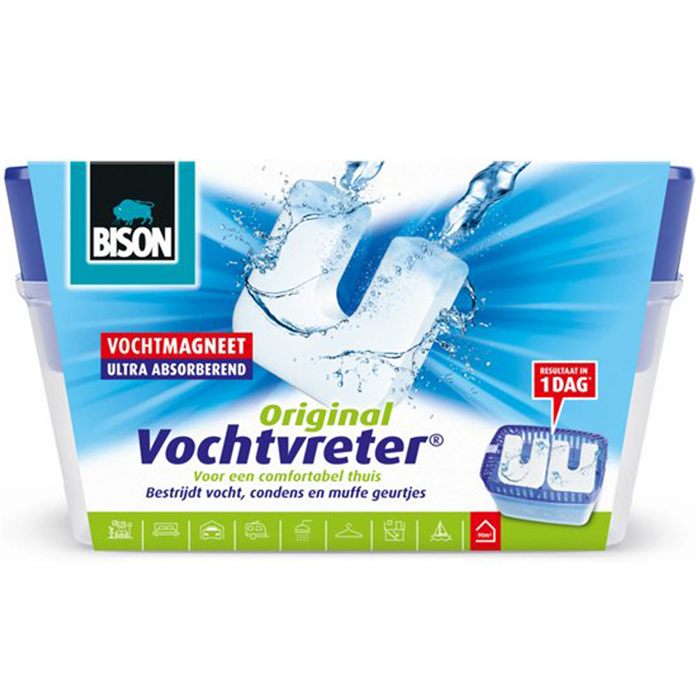 BISON
VOCHTMAGNEET
ULTRA ABSORBEREND
RESULTAAT IN
1 DAG*
Original
Vochtvreter®
Voor een comfortabel thuis
Bestrijdt vocht, condens en muffe geurtjes
90m³